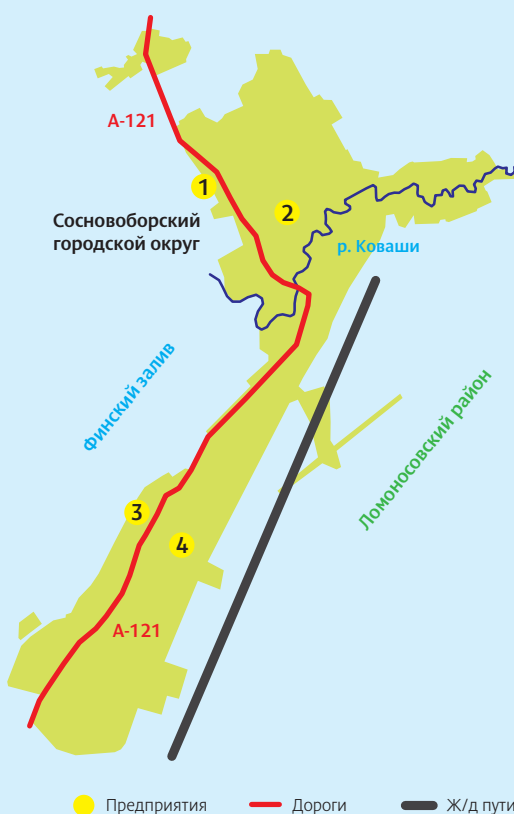 А-121
1
2
Сосновоборский
городской округ
р. Коваши
Финский залив
Ломоносовский район
3
4
А-121
Предприятия
Дороги
Ж/д пути